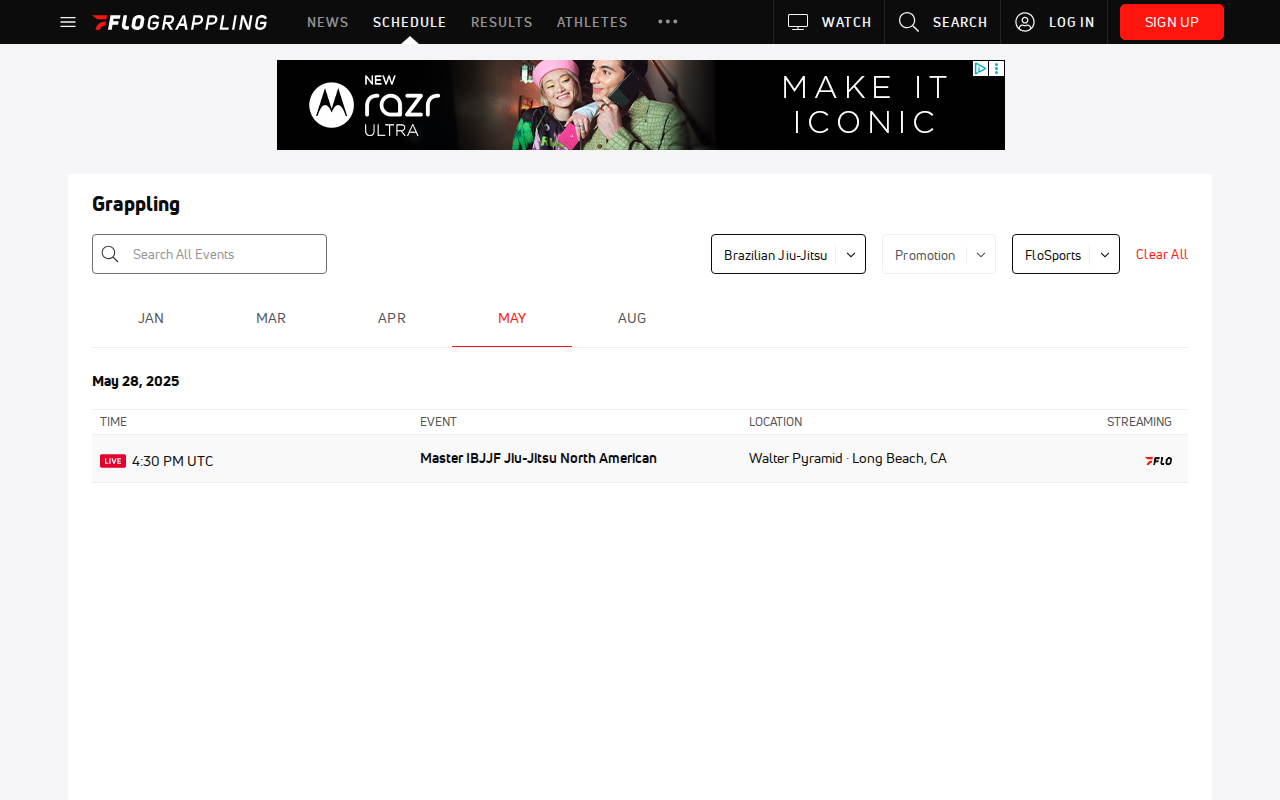 FLOGRAPPLING NEWS SCHEDULE RESULTS ATHLETES WATCH SEARCH LOG IN SIGN UP
NEW
razr
ULTRA
MAKE IT
ICONIC
Grappling
Search All Events Brazilian Jiu-Jitsu Promotion FloSports Clear All
JAN MAR APR MAY AUG
May 28, 2025
TIME EVENT LOCATION STREAMING
LIVE 4:30 PM UTC Master IBJJF Jiu-Jitsu North American Walter Pyramid · Long Beach, CA FLO